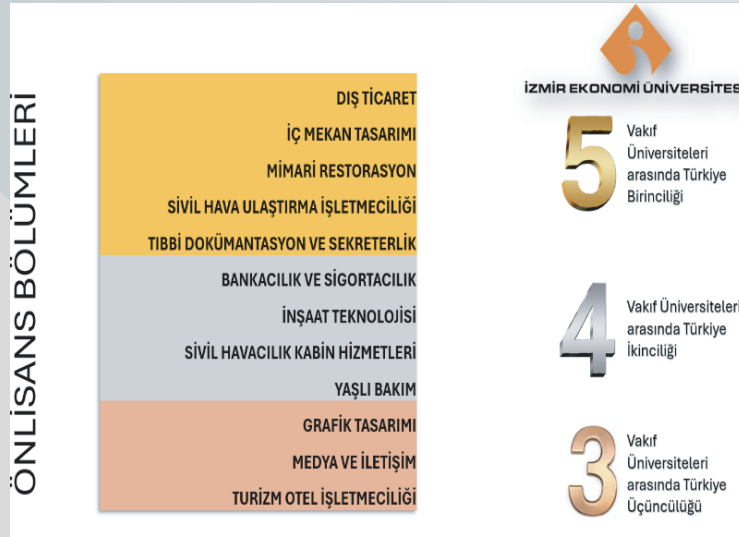 ÖNLİSANS BÖLÜMLERİ
DIŞ TİCARET
İÇ MEKAN TASARIMI
MİMARİ RESTORASYON
SİVİL HAVA ULAŞTIRMA İŞLETMECİLİĞİ
TIBBİ DOKÜMANTASYON VE SEKRETERLİK
BANKACILIK VE SİGORTACILIK
İNŞAAT TEKNOLOJİSİ
SİVİL HAVACILIK KABİN HİZMETLERİ
YAŞLI BAKIM
GRAFİK TASARIMI
MEDYA VE İLETİŞİM
TURİZM OTEL İŞLETMECİLİĞİ
İZMİR EKONOMİ ÜNİVERSİTES
5
Vakıf
Üniversiteleri
arasında Türkiye
Birinciliği
4
Vakıf Üniversiteleri
arasında Türkiye
İkinciliği
3
Vakıf
Üniversiteleri
arasında Türkiye
Üçüncülüğü